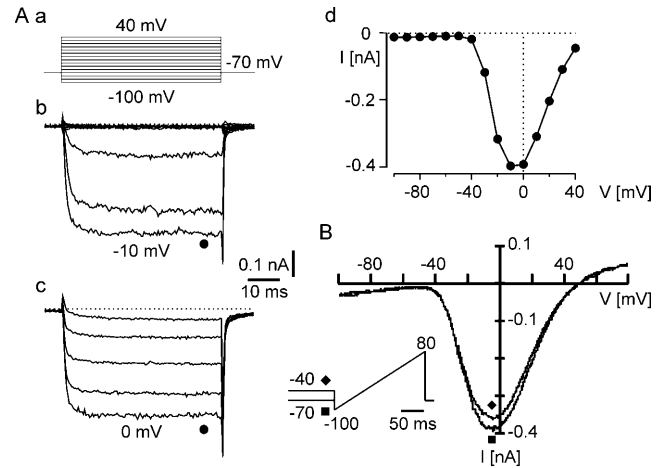 A a
40 mV
-70 mV
-100 mV
b
-10 mV
0.1 nA
10 ms
c
0 mV
d
0
I [nA]
-0.2
-0.4
-80 -40 0 40
V [mV]
B
0.1
-80 -40 40
V [mV]
-0.1
-0.4
I [nA]
80
-40
-70
-100
50 ms